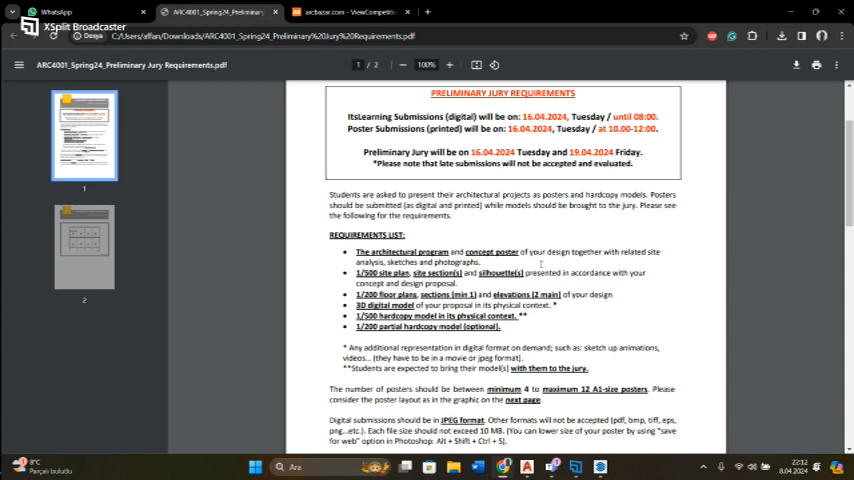 WhatsApp
ARC4001_Spring24_Preliminary
arcbazar.com - ViewCompetiti
XSplit Broadcaster
Dosya
C:/Users/affan/Downloads/ARC4001_Spring24_Preliminary%20Jury%20Requirements.pdf
ARC4001_Spring24_Preliminary Jury Requirements.pdf
1 / 2
100%
PRELIMINARY JURY REQUIREMENTS
ItsLearning Submissions (digital) will be on: 16.04.2024, Tuesday / until 08:00.
Poster Submissions (printed) will be on: 16.04.2024, Tuesday / at 10.00-12:00.
Preliminary Jury will be on 16.04.2024 Tuesday and 19.04.2024 Friday.
*Please note that late submissions will not be accepted and evaluated.
Students are asked to present their architectural projects as posters and hardcopy models. Posters
should be submitted (as digital and printed) while models should be brought to the jury. Please see
the following for the requirements.
REQUIREMENTS LIST:
• The architectural program and concept poster of your design together with related site
analysis, sketches and photographs.
• 1/500 site plan, site section(s) and silhouette(s) presented in accordance with your
concept and design proposal.
• 1/200 floor plans, sections (min 1) and elevations (2 main) of your design
• 3D digital model of your proposal in its physical context. *
• 1/500 hardcopy model in its physical context. **
• 1/200 partial hardcopy model (optional).
* Any additional representation in digital format on demand; such as: sketch up animations,
videos... (they have to be in a movie or jpeg format).
**Students are expected to bring their model(s) with them to the jury.
The number of posters should be between minimum 4 to maximum 12 A1-size posters. Please
consider the poster layout as in the graphic on the next page.
Digital submissions should be in JPEG format. Other formats will not be accepted (pdf, bmp, tiff, eps,
png...etc.). Each file size should not exceed 10 MB. (You can lower size of your poster by using "save
for web" option in Photoshop: Alt + Shift + Ctrl + S).
1
2
8°C
Parçalı bulutlu
Ara
22:12
8.04.2024